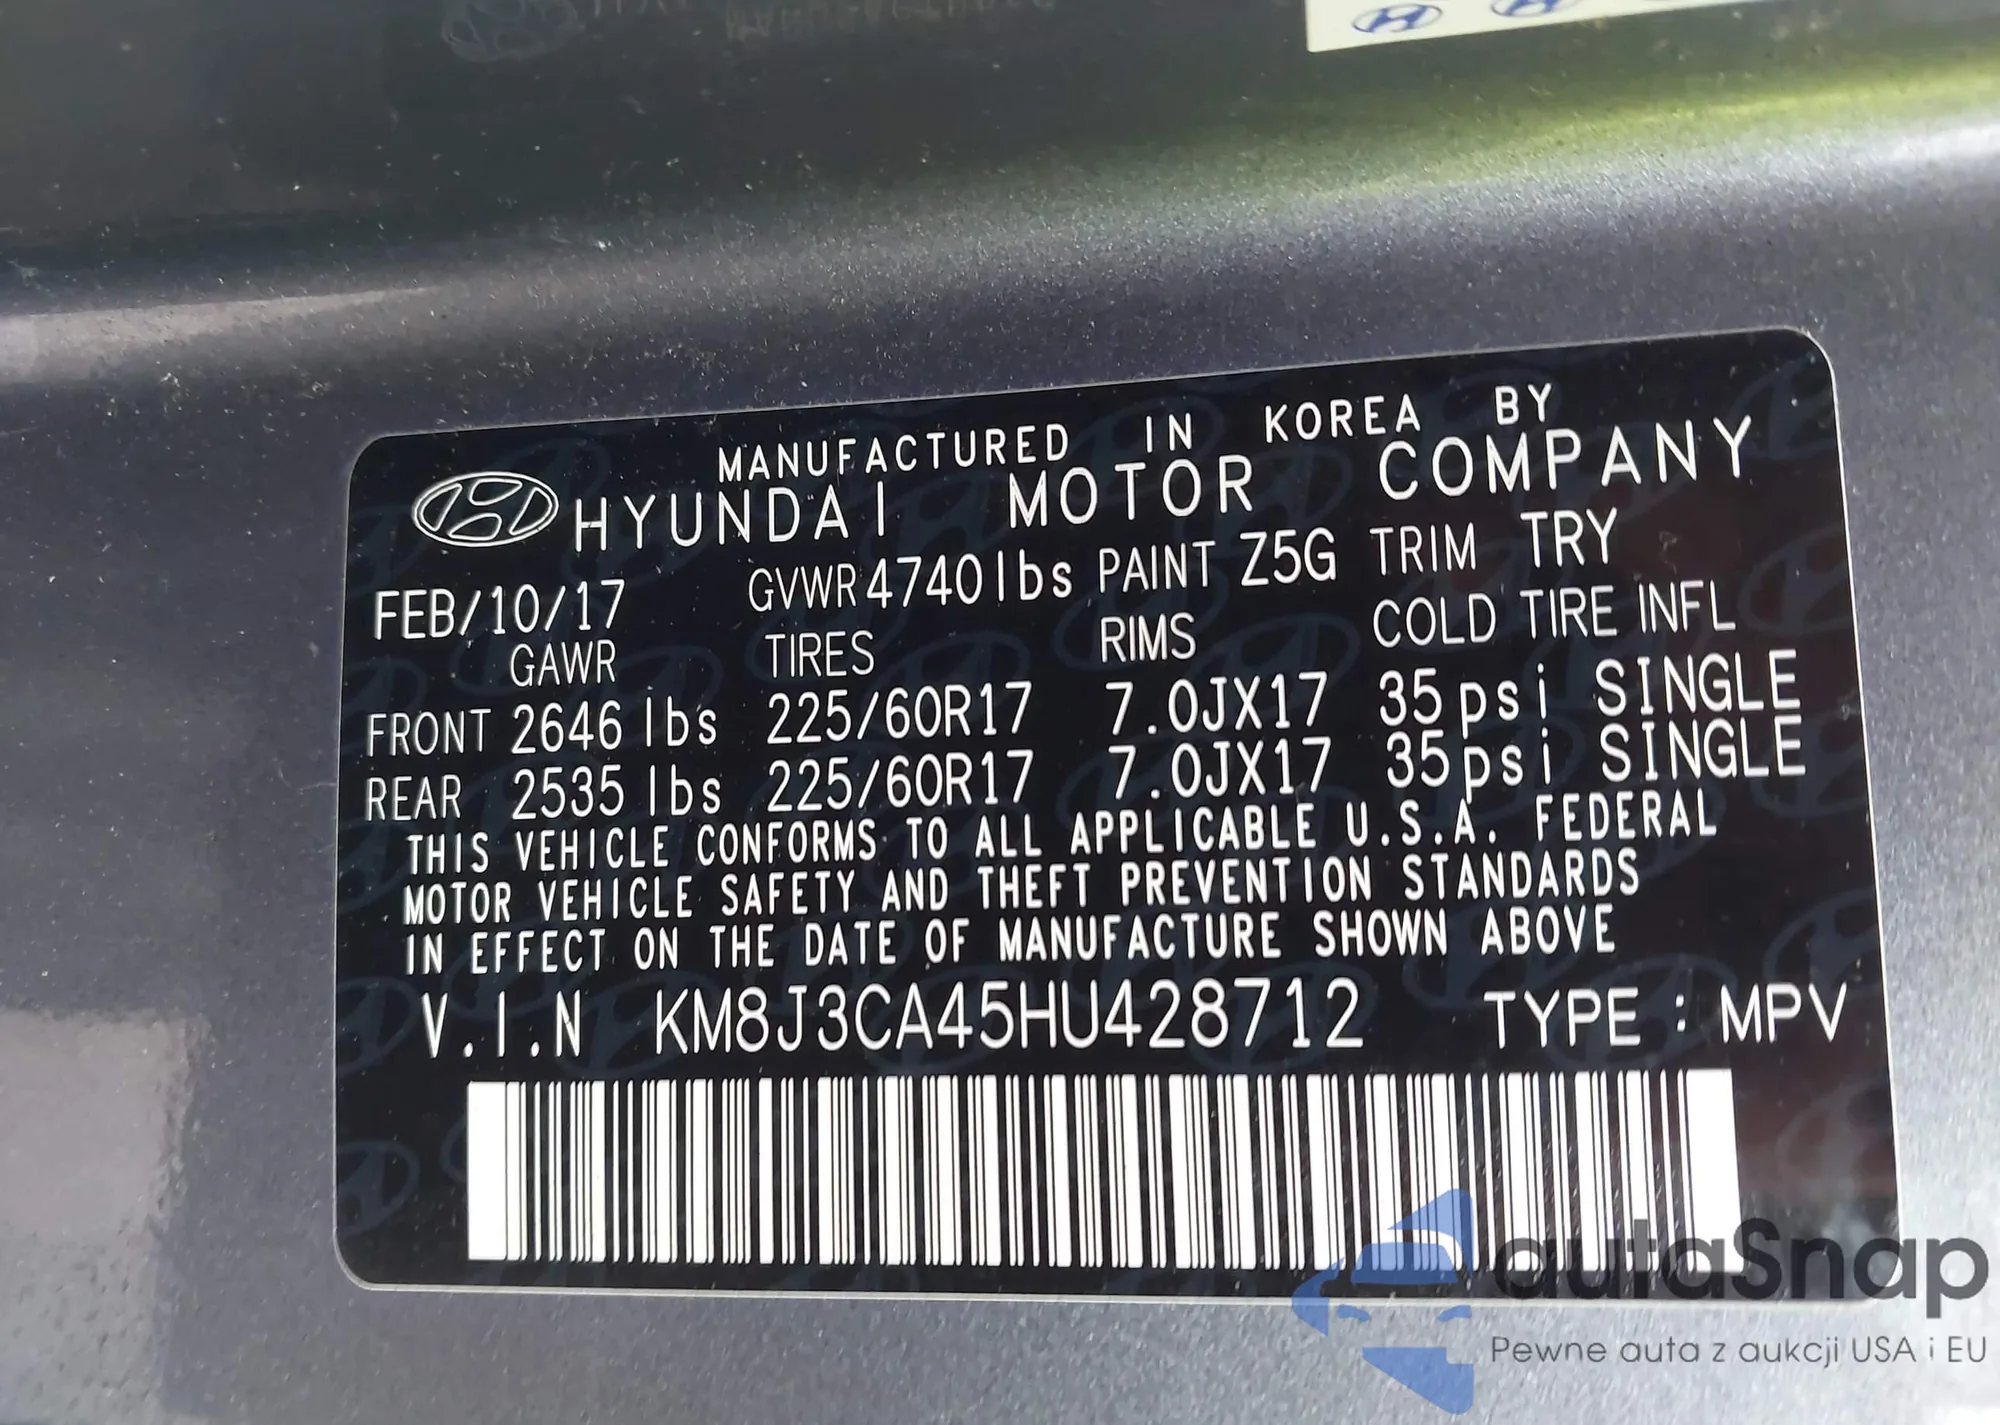 MANUFACTURED IN KOREA BY
HYUNDAI MOTOR COMPANY
FEB/10/17 GVWR 4740lbs PAINT Z5G TRIM TRY
GAWR TIRES RIMS COLD TIRE INFL
FRONT 2646 lbs 225/60R17 7.0JX17 35psi SINGLE
REAR 2535 lbs 225/60R17 7.0JX17 35psi SINGLE
THIS VEHICLE CONFORMS TO ALL APPLICABLE U.S.A. FEDERAL
MOTOR VEHICLE SAFETY AND THEFT PREVENTION STANDARDS
IN EFFECT ON THE DATE OF MANUFACTURE SHOWN ABOVE
V.I.N KM8J3CA45HU428712 TYPE : MPV
autaSnap
Pewne auta z aukcji USA i EU